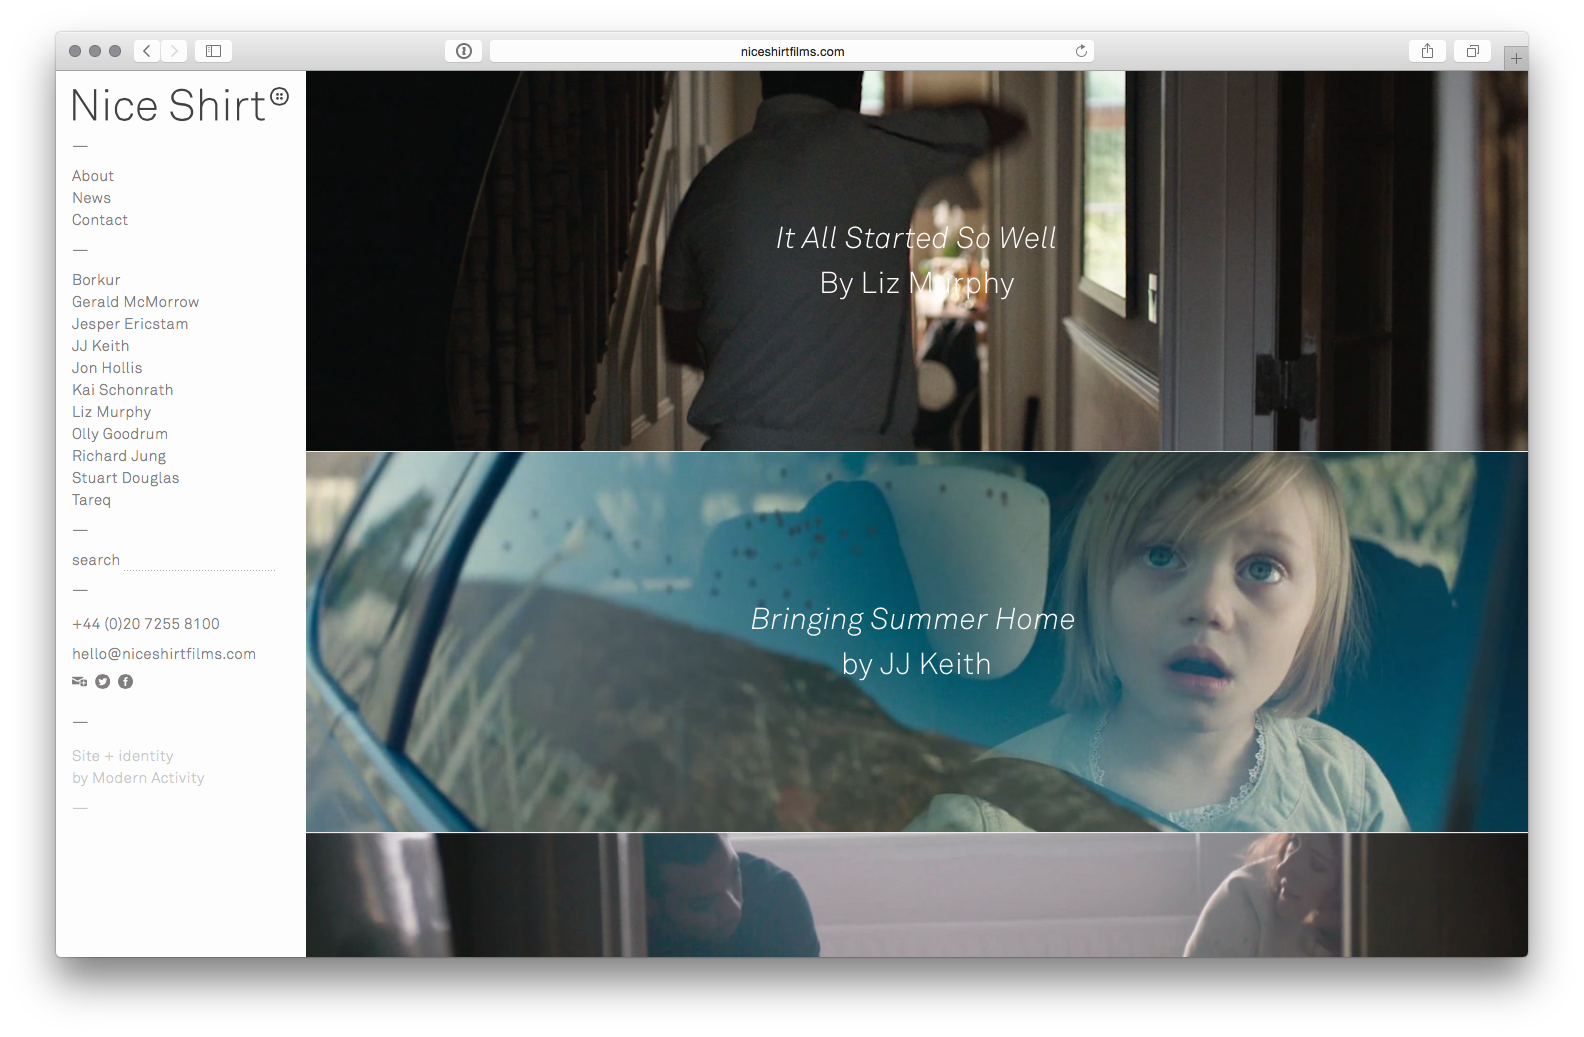 niceshirtfilms.com
Nice Shirt
—
About
News
Contact
—
Borkur
Gerald McMorrow
Jesper Ericstam
JJ Keith
Jon Hollis
Kai Schonrath
Liz Murphy
Olly Goodrum
Richard Jung
Stuart Douglas
Tareq
—
search
—
+44 (0)20 7255 8100
hello@niceshirtfilms.com
—
Site + identity
by Modern Activity
—
It All Started So Well
By Liz Murphy
Bringing Summer Home
by JJ Keith